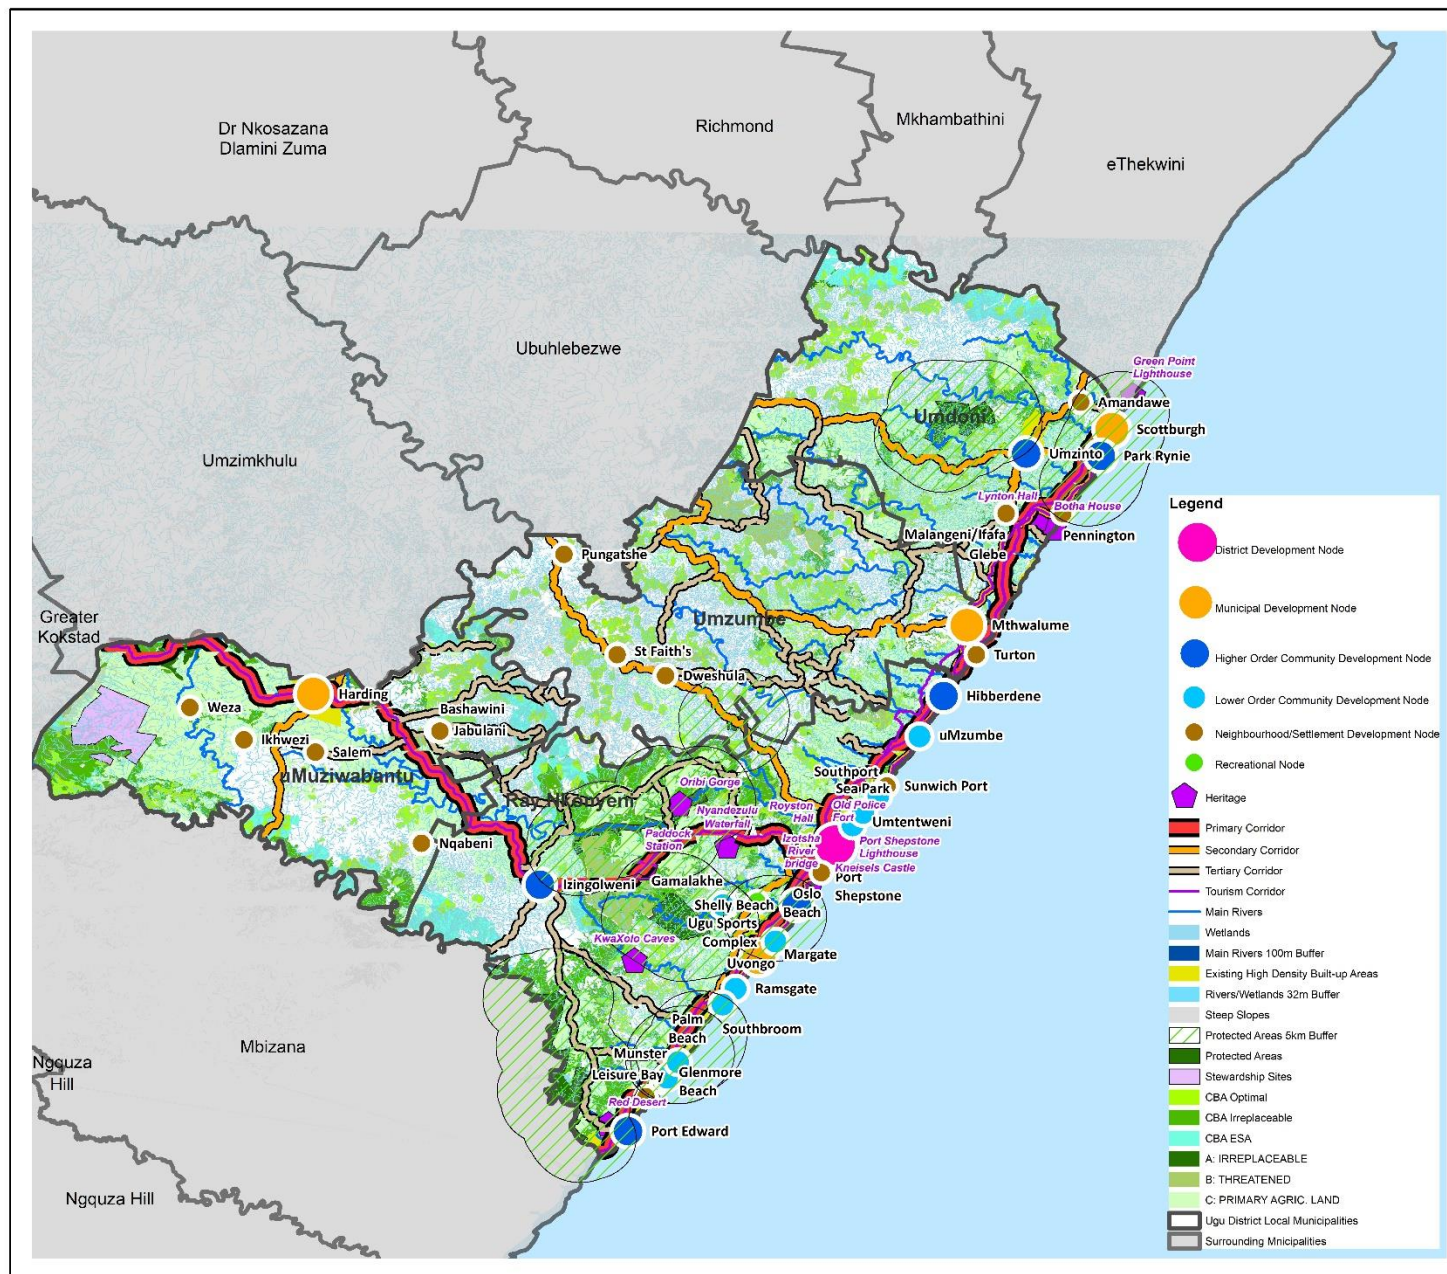 Dr Nkosazana
Dlamini Zuma
Richmond
Mkhambathini
eThekwini
Ubuhlebezwe
Umzimkhulu
Greater
Kokstad
Mbizana
Ngquza
Hill
Ngquza Hill
Green Point
Lighthouse
Amandawe
Umdoni
Scottburgh
Umzinto
Park Rynie
Lynton Hall
Botha House
Malangeni/Ifafa
Glebe
Pennington
Pungatshe
Umzumbe
Mthwalume
St Faith's
Turton
Dweshula
Hibberdene
Harding
Weza
Bashawini
Jabulani
Ikhwezi
Salem
uMuziwabantu
uMzumbe
Southport
Sea Park
Sunwich Port
Oribi Gorge
Ray Nkonyeni
Nyandezulu
Waterfall
Royston
Hall
Old Police
Fort
Umtentweni
Paddock
Station
Izotsha
River
bridge
Port Shepstone
Lighthouse
Kneisels Castle
Nqabeni
Izingolweni
Gamalakhe
Port
Shepstone
Oslo
Beach
Shelly Beach
Ugu Sports
Complex
KwaXolo Caves
Margate
Uvongo
Ramsgate
Southbroom
Palm
Beach
Munster
Leisure Bay
Glenmore
Beach
Red Desert
Port Edward
Legend
District Development Node
Municipal Development Node
Higher Order Community Development Node
Lower Order Community Development Node
Neighbourhood/Settlement Development Node
Recreational Node
Heritage
Primary Corridor
Secondary Corridor
Tertiary Corridor
Tourism Corridor
Main Rivers
Wetlands
Main Rivers 100m Buffer
Existing High Density Built-up Areas
Rivers/Wetlands 32m Buffer
Steep Slopes
Protected Areas 5km Buffer
Protected Areas
Stewardship Sites
CBA Optimal
CBA Irreplaceable
CBA ESA
A: IRREPLACEABLE
B: THREATENED
C: PRIMARY AGRIC. LAND
Ugu District Local Municipalities
Surrounding Mnicipalities